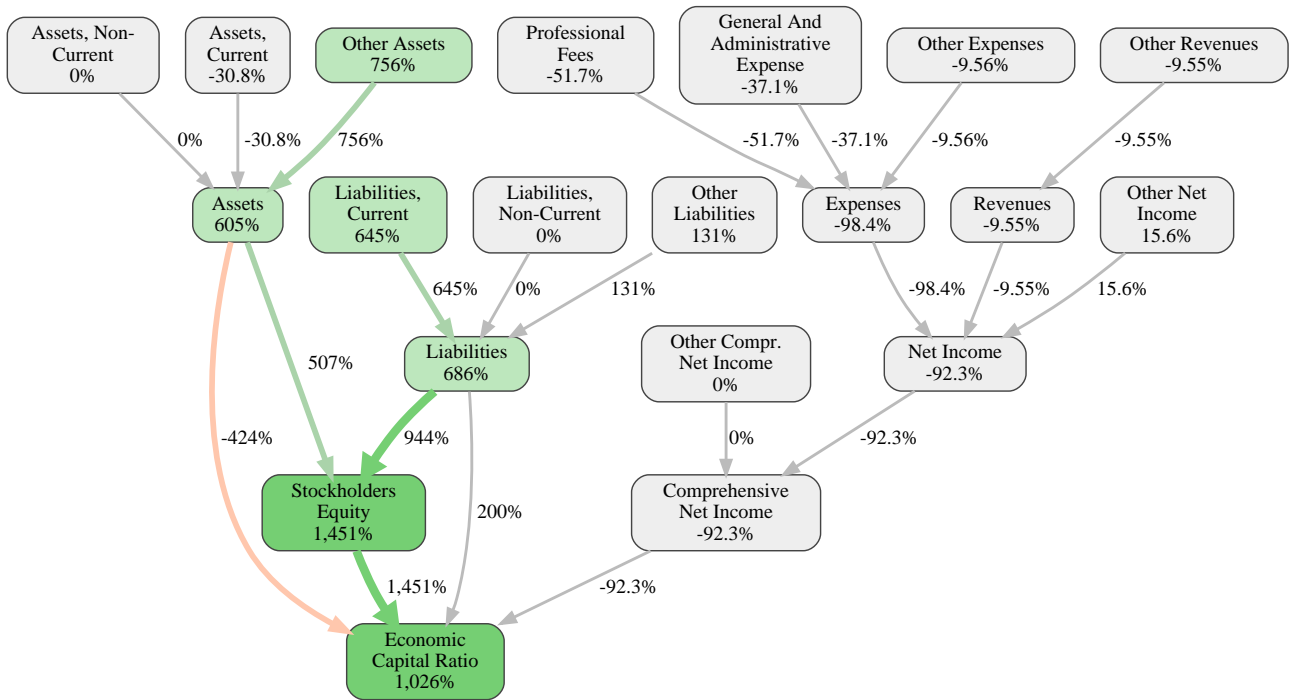 Assets, Non-
Current
0%
Assets,
Current
-30.8%
Other Assets
756%
Professional
Fees
-51.7%
General And
Administrative
Expense
-37.1%
Other Expenses
-9.56%
Other Revenues
-9.55%
0%
-30.8%
756%
-51.7%
-37.1%
-9.56%
-9.55%
Assets
605%
Liabilities,
Current
645%
Liabilities,
Non-Current
0%
Other
Liabilities
131%
Expenses
-98.4%
Revenues
-9.55%
Other Net
Income
15.6%
645%
0%
131%
-98.4%
-9.55%
15.6%
507%
Liabilities
686%
Other Compr.
Net Income
0%
Net Income
-92.3%
-424%
944%
0%
-92.3%
Stockholders
Equity
1,451%
200%
Comprehensive
Net Income
-92.3%
1,451%
-92.3%
Economic
Capital Ratio
1,026%